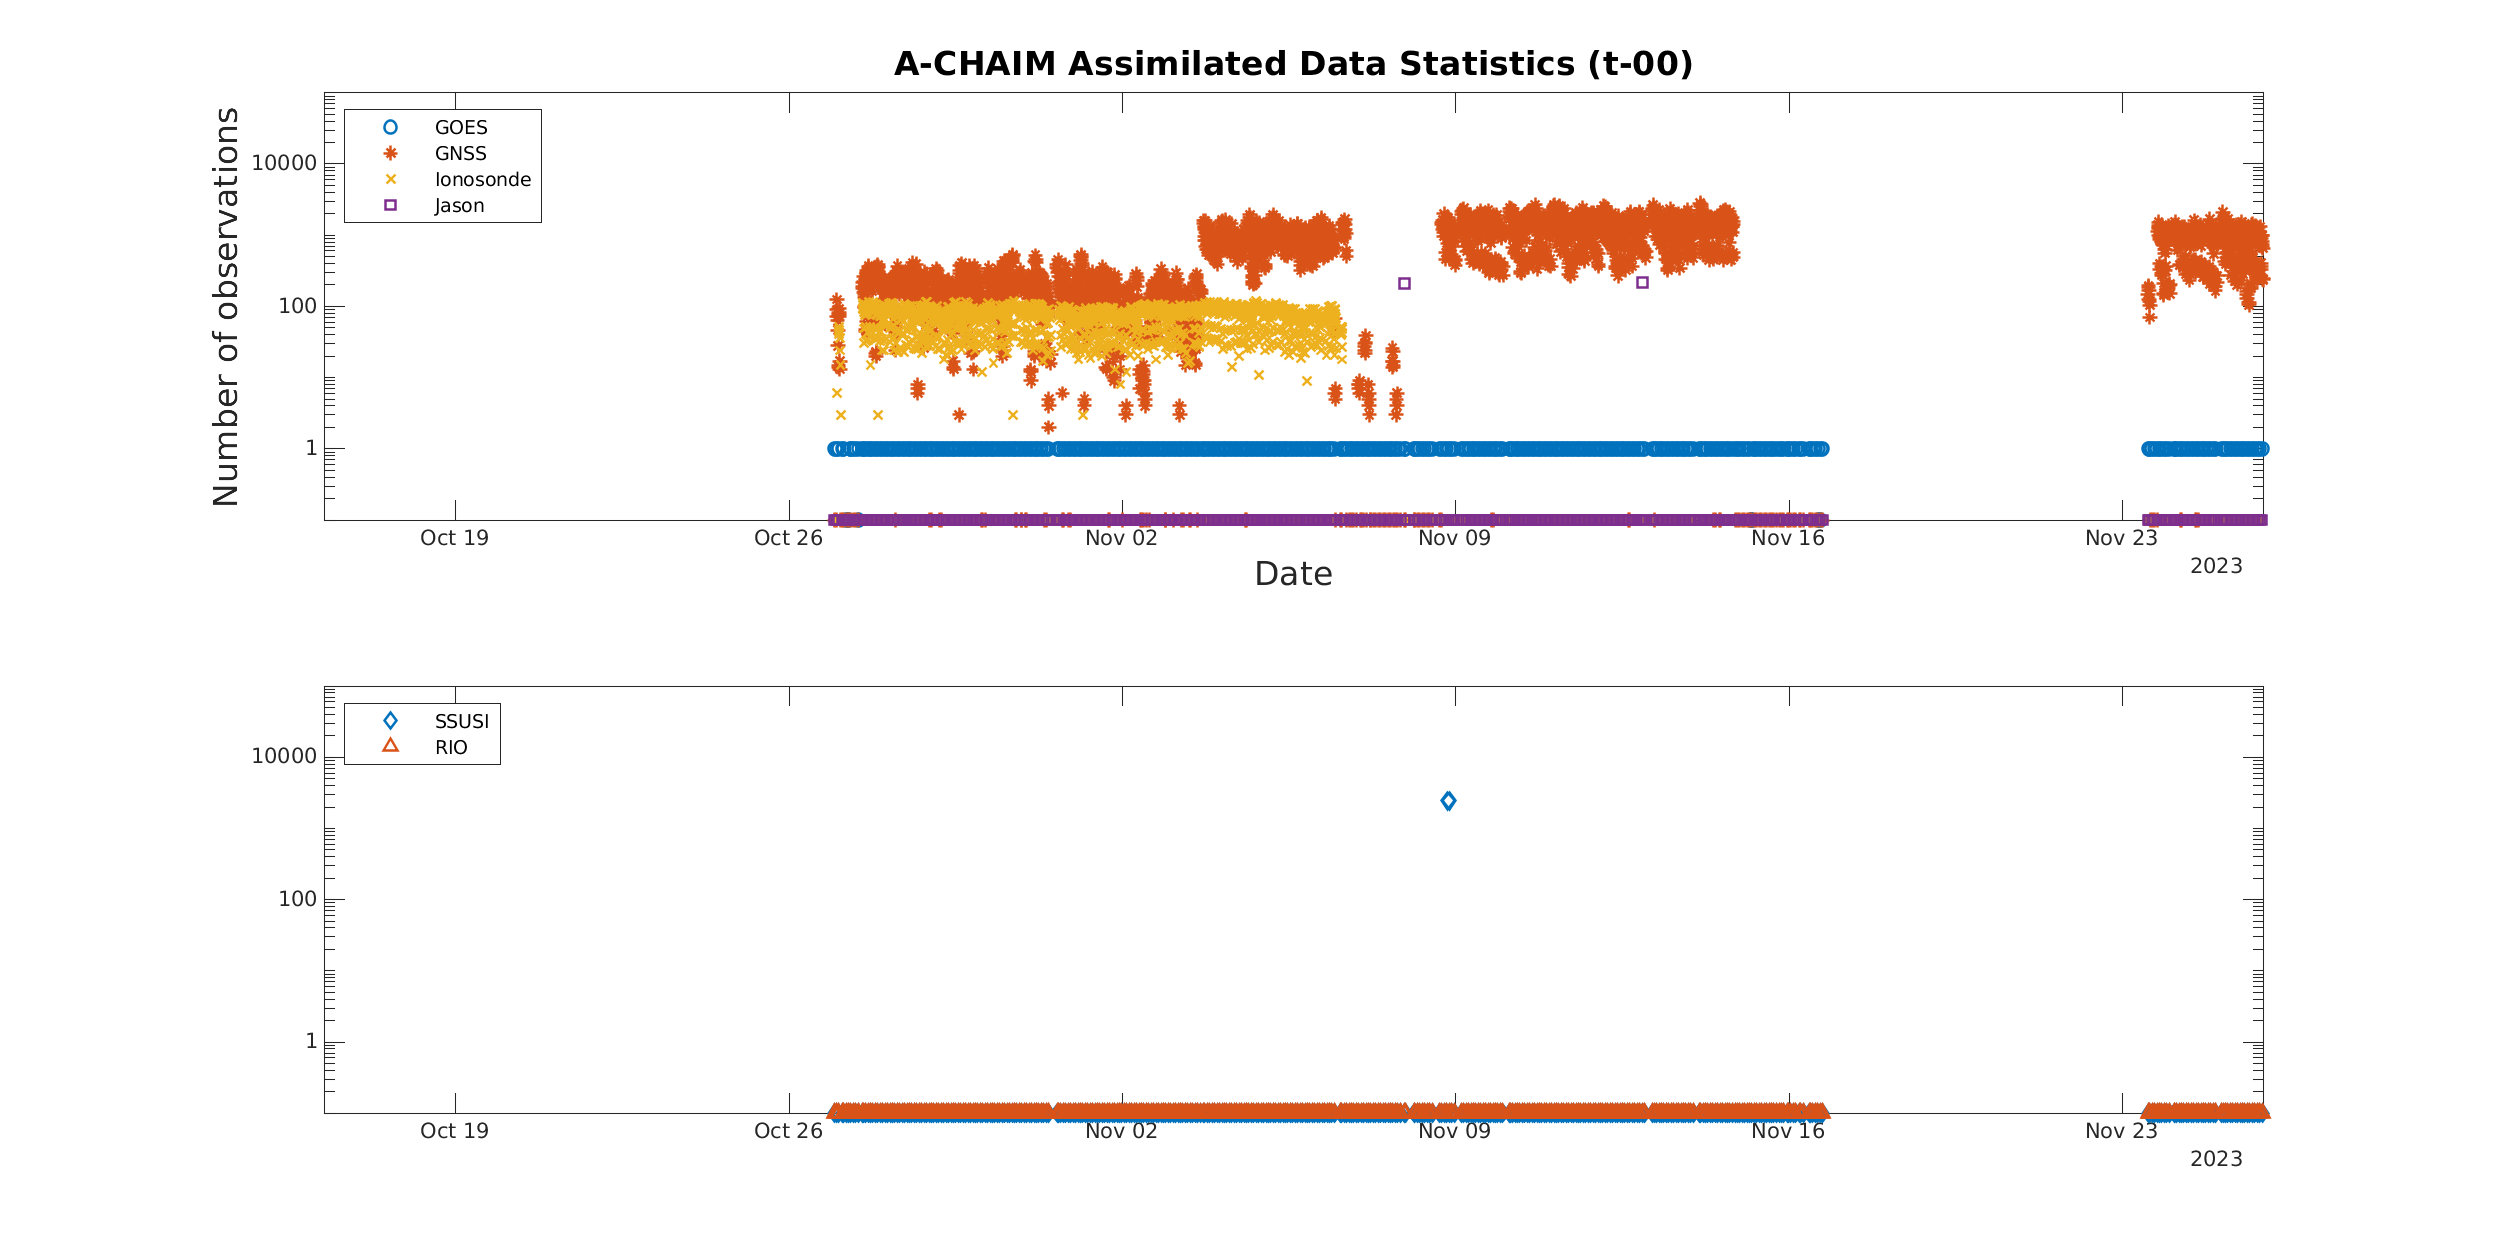 A-CHAIM Assimilated Data Statistics (t-00)
Number of observations
10000
100
1
GOES
GNSS
Ionosonde
Jason
Oct 19 Oct 26 Nov 02 Nov 09 Nov 16 Nov 23
2023
Date
10000
100
1
SSUSI
RIO
Oct 19 Oct 26 Nov 02 Nov 09 Nov 16 Nov 23
2023